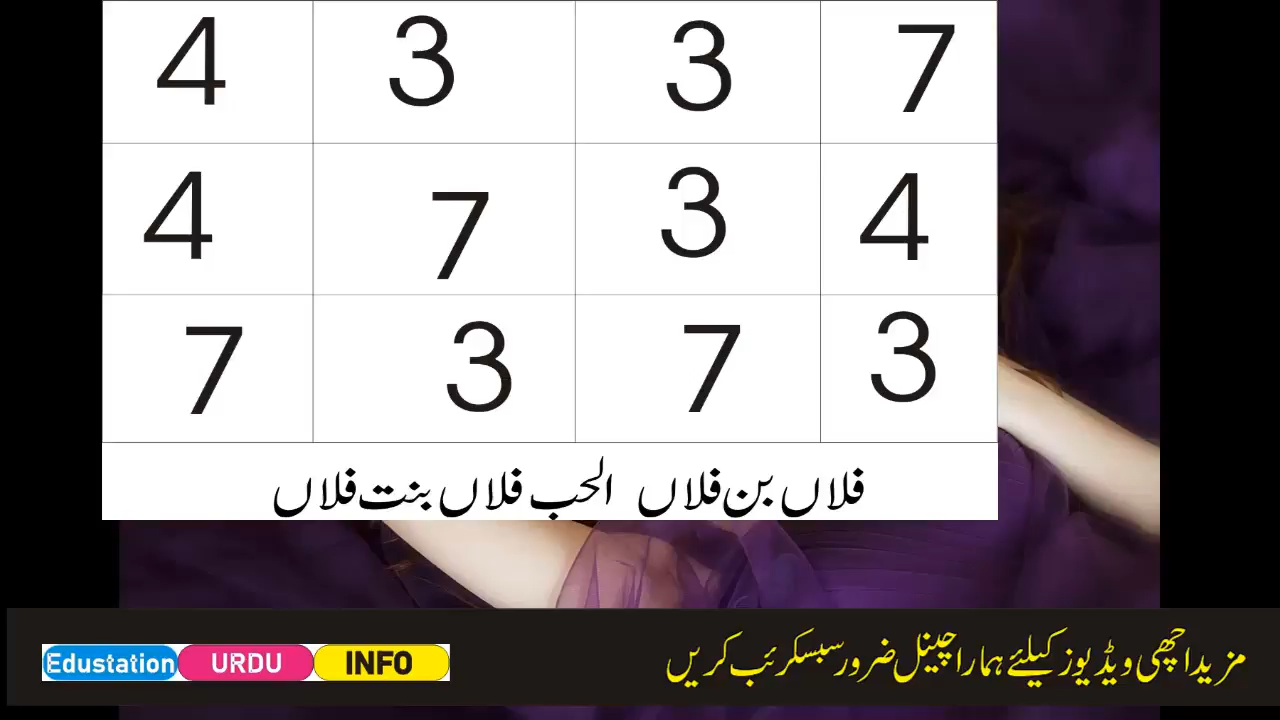 4 3 3 7
4 7 3 4
7 3 7 3
فلاں بن فلاں الحب فلاں بنت فلاں
Edustation URDU INFO
مزید اچھی ویڈیوز کیلئے ہمارا چینل ضرور سبسکرائب کریں